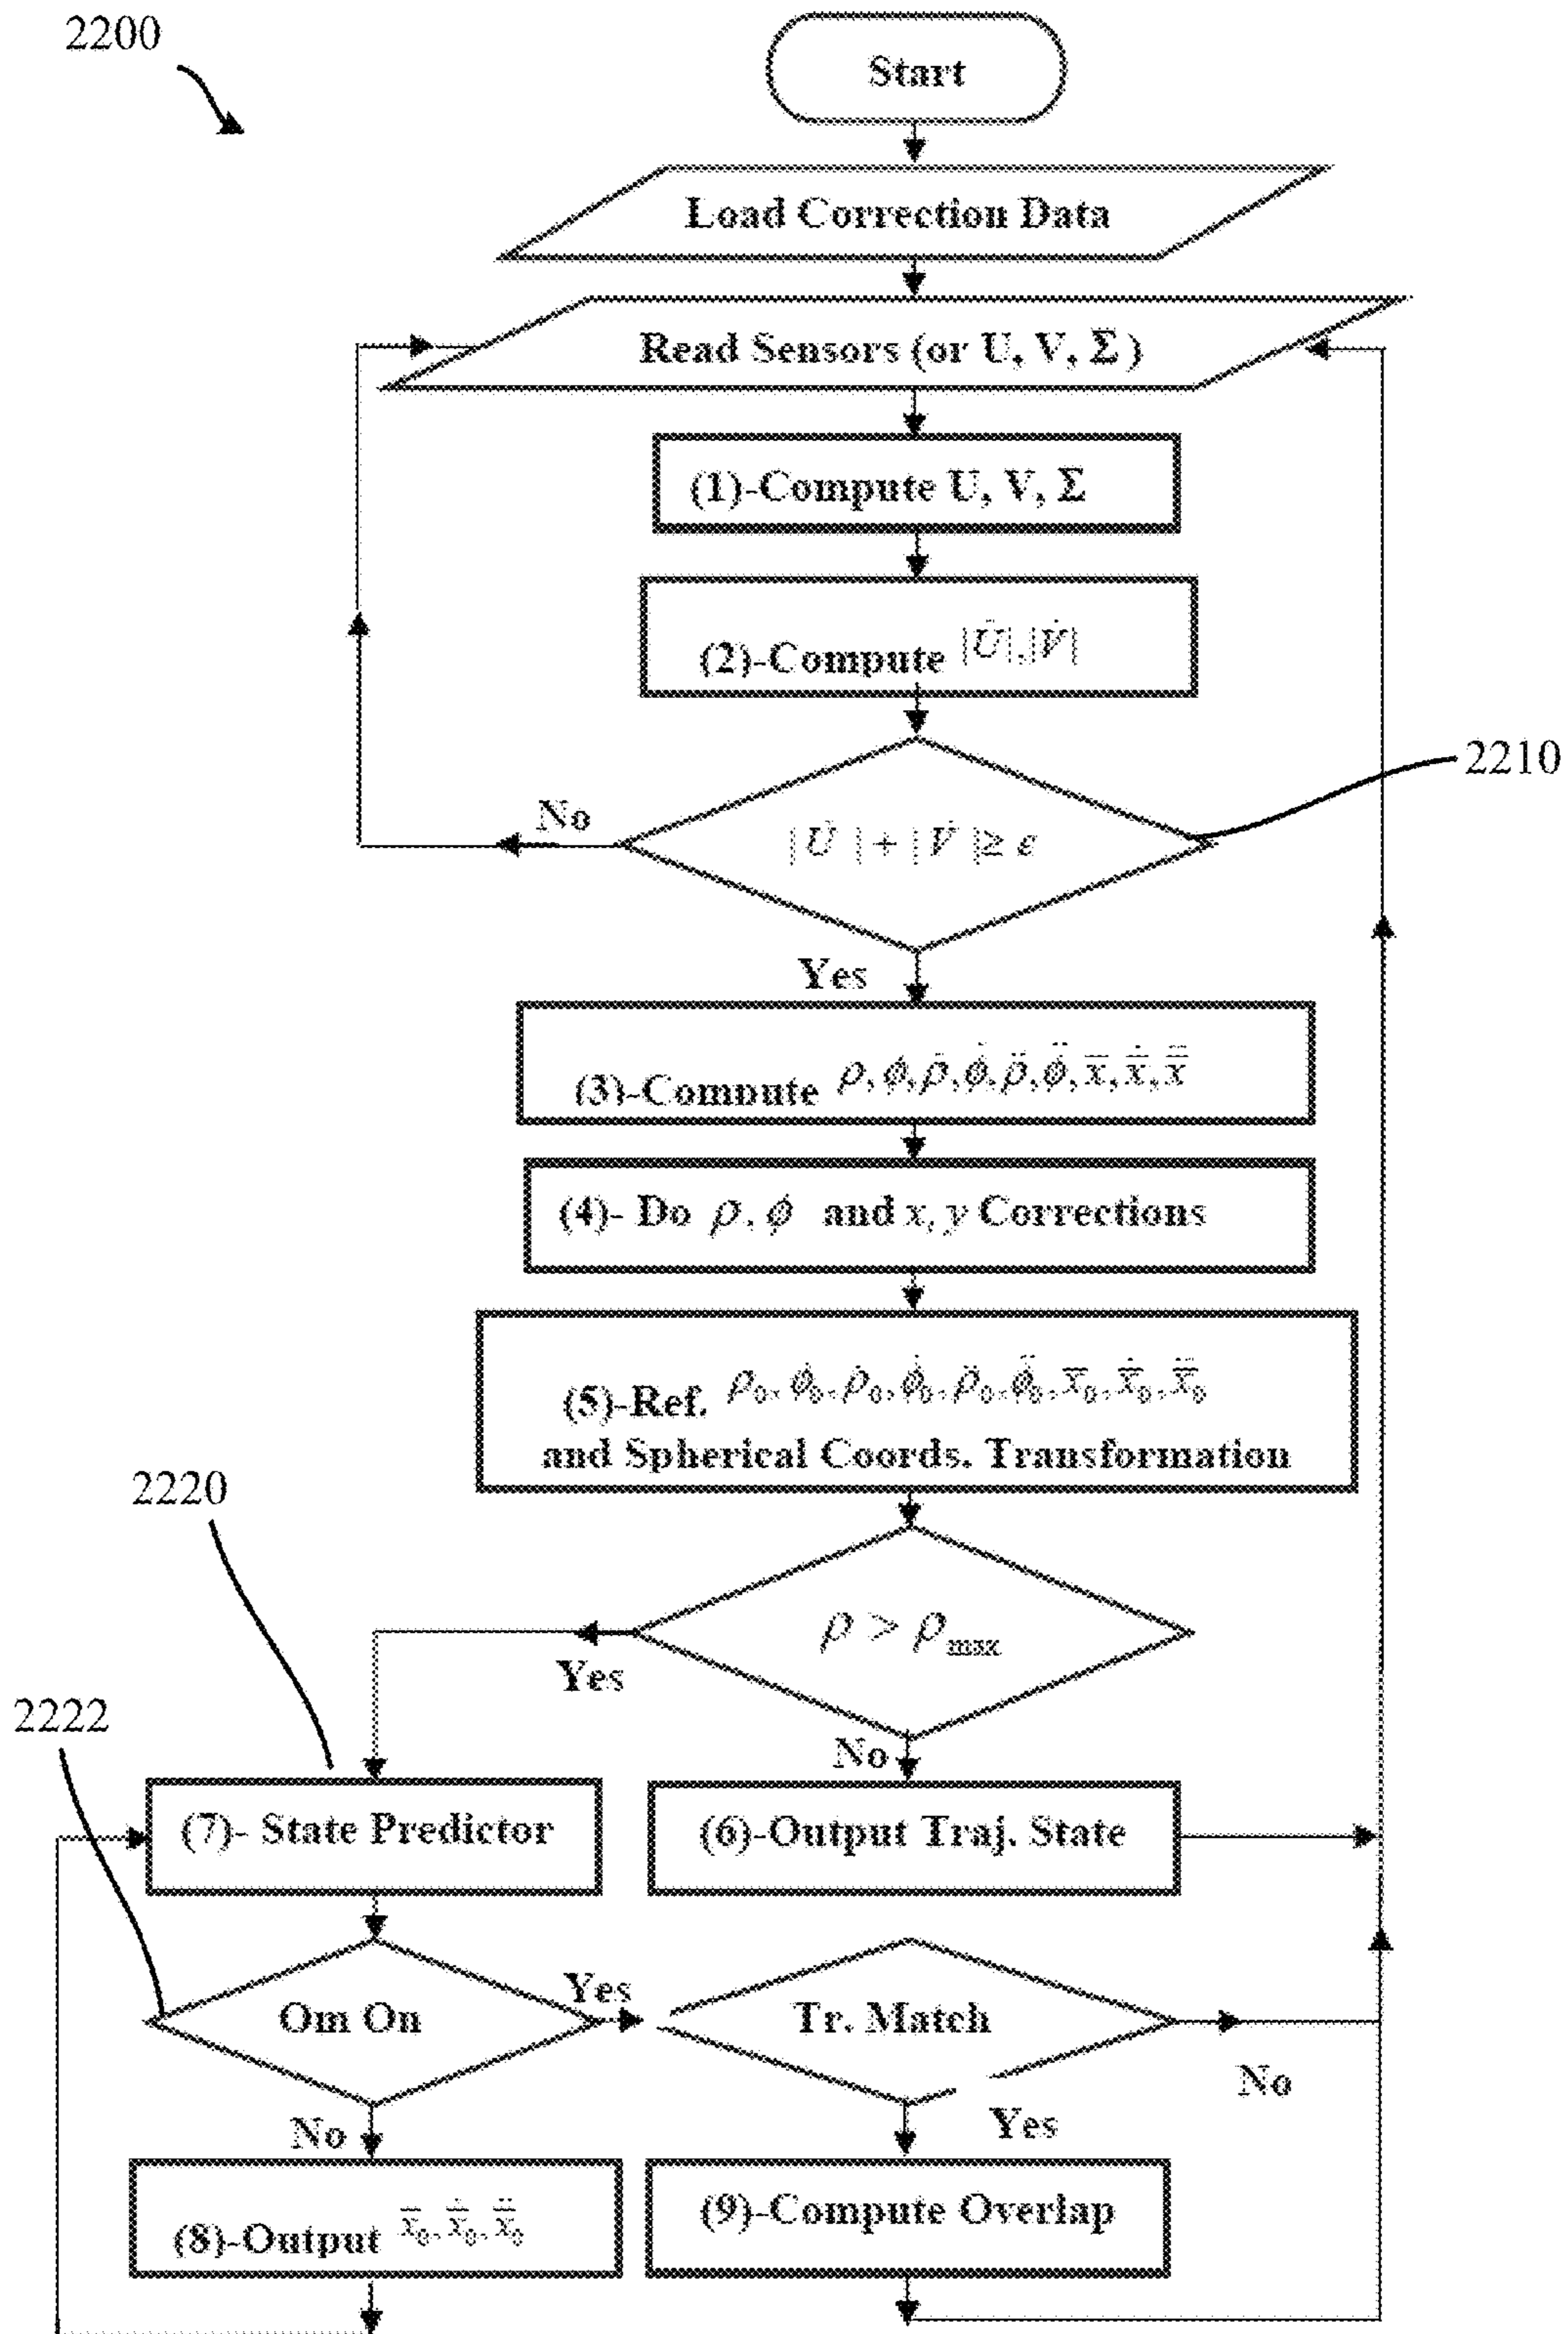 2200
Start
Load Correction Data
Read Sensors (or U, V, Σ)
(1)-Compute U, V, Σ
(2)-Compute |U̇|,|V̇|
2210
No
|U̇| + |V̇| ≥ ε
Yes
(3)-Compute ρ, ϕ, ρ̇, ϕ̇, ρ̈, ϕ̈, x̄, x̄̇, x̄̈
(4)- Do ρ, ϕ and x, y Corrections
(5)-Ref. ρ₀, ϕ₀, ρ̇₀, ϕ̇₀, ρ̈₀, ϕ̈₀, x̄₀, x̄̇₀, x̄̈₀
and Spherical Coords. Transformation
2220
ρ > ρmax
Yes
2222
No
(7)- State Predictor
(6)-Output Traj. State
Om On
Yes
Tr. Match
No
No
Yes
(8)-Output x̄₀, x̄̇₀, x̄̈₀
(9)-Compute Overlap